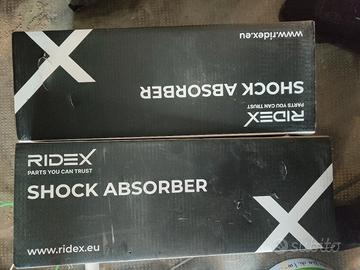 www.ridex.eu
SHOCK ABSORBER
RIDEX
PARTS YOU CAN TRUST
RIDEX
PARTS YOU CAN TRUST
SHOCK ABSORBER
www.ridex.eu
subito